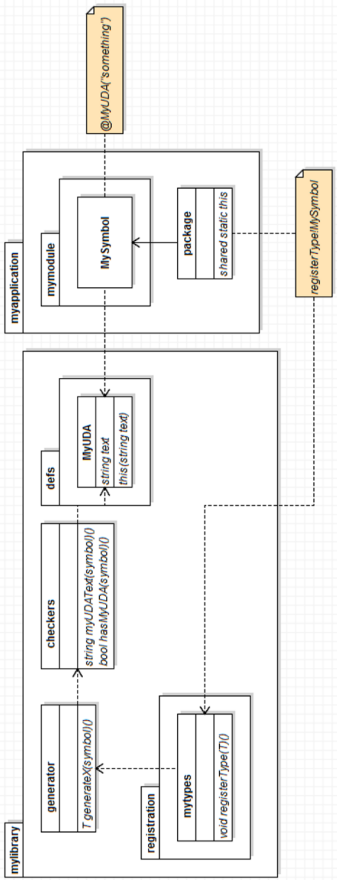 mylibrary
generator
T generateX(symbol)()
checkers
string myUDAText(symbol)()
bool hasMyUDA(symbol)()
defs
MyUDA
string text
this(string text)
registration
mytypes
void registerType(T)()
myapplication
mymodule
MySymbol
package
shared static this
@MyUDA("something")
registerType!MySymbol